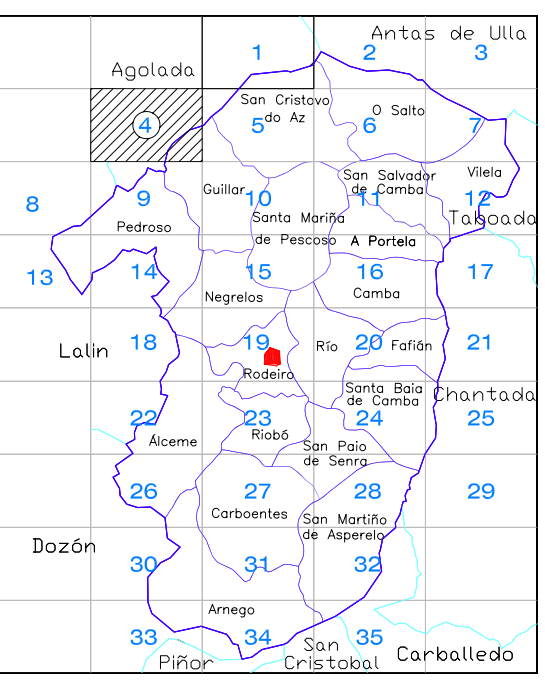 Antas de Ulla
1
2
3
Agolada
San Cristovo
do Az
O Salto
4
5
6
7
Vilela
San Salvador
de Camba
8
9
Guillar
10
11
12
Santa Mariña
Taboada
Pedroso
de Pescoso
A Portela
13
14
15
16
17
Negrelos
Camba
18
19
Río
20
Fafián
21
Lalin
Rodeiro
Santa Baia
de Camba
Chantada
22
23
24
25
Álceme
Riobó
San Paio
de Senra
26
27
28
29
Carboentes
San Martiño
de Asperelo
Dozón
30
31
32
Arnego
33
34
35
San
Cristobal
Piñor
Carballedo